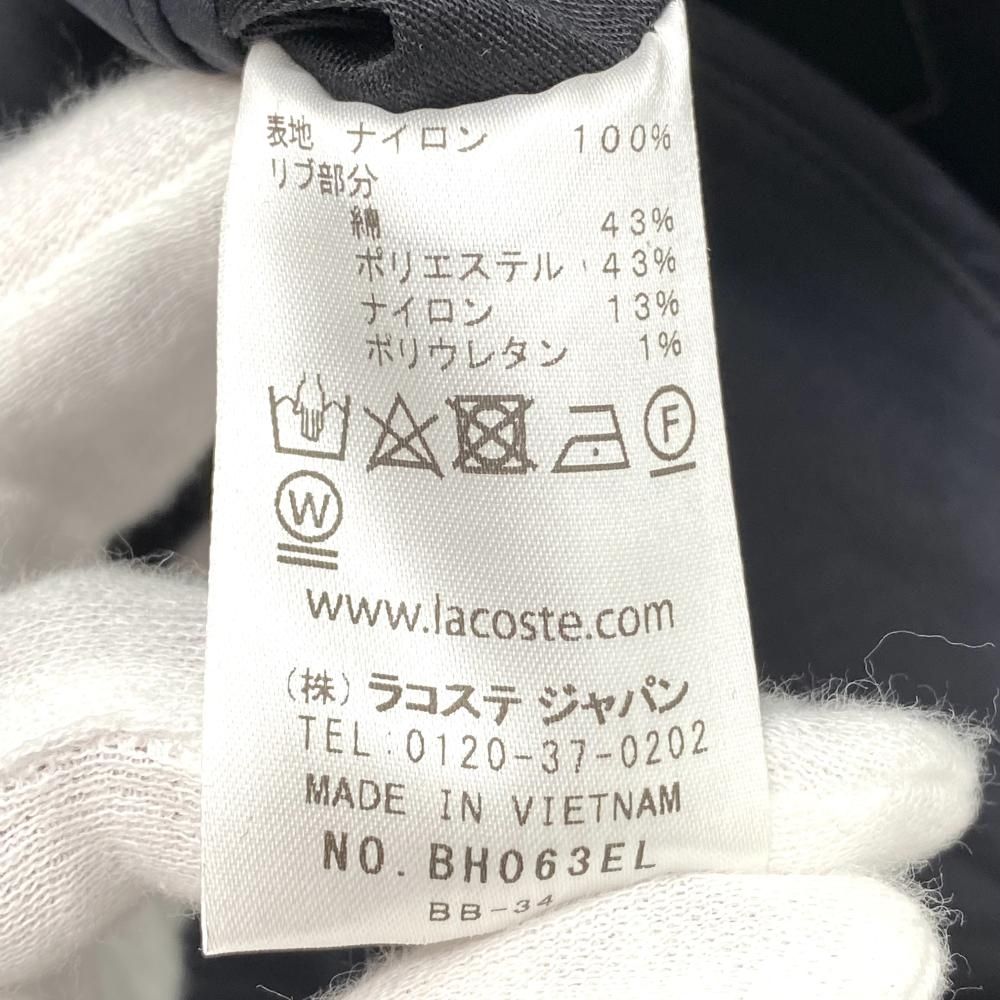 表地 ナイロン 100%
リブ部分
綿 43%
ポリエステル 43%
ナイロン 13%
ポリウレタン 1%
F
W
www.lacoste.com
(株) ラコステ ジャパン
TEL:0120-37-0202
MADE IN VIETNAM
NO. BH063EL
BB-34